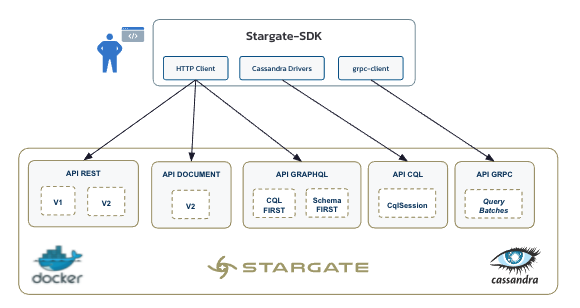 </>
Stargate-SDK
HTTP Client
Cassandra Drivers
grpc-client
API REST
V1
V2
API DOCUMENT
V2
API GRAPHQL
CQL
FIRST
Schema
FIRST
API CQL
CqlSession
API GRPC
Query
Batches
docker
STARGATE
cassandra